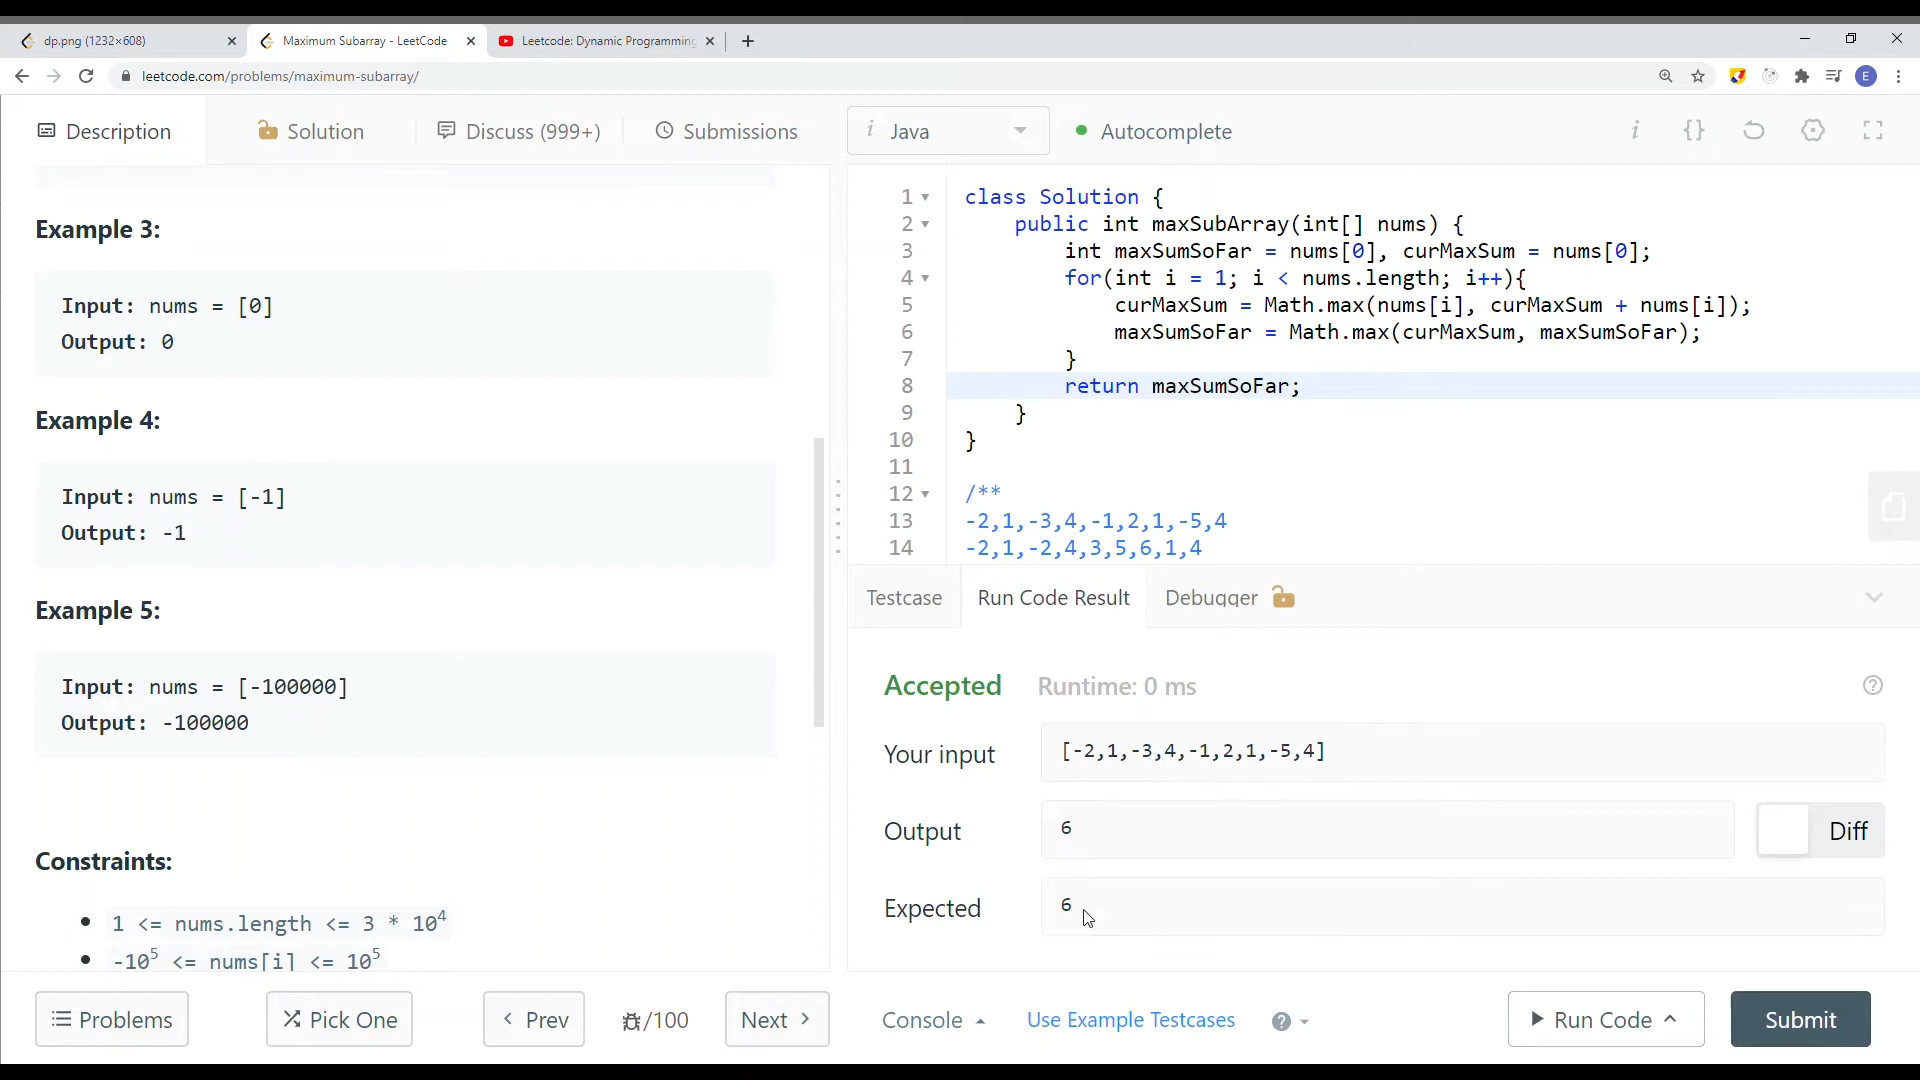 dp.png (1232×608)
Maximum Subarray - LeetCode
Leetcode: Dynamic Programming
leetcode.com/problems/maximum-subarray/
E
Description
Solution
Discuss (999+)
Submissions
i Java
Autocomplete
i {}
Example 3:
Input: nums = [0]
Output: 0
Example 4:
Input: nums = [-1]
Output: -1
Example 5:
Input: nums = [-100000]
Output: -100000
Constraints:
1 <= nums.length <= 3 * 10^4
-10^5 <= nums[i] <= 10^5
1 class Solution {
2 public int maxSubArray(int[] nums) {
3 int maxSumSoFar = nums[0], curMaxSum = nums[0];
4 for(int i = 1; i < nums.length; i++){
5 curMaxSum = Math.max(nums[i], curMaxSum + nums[i]);
6 maxSumSoFar = Math.max(curMaxSum, maxSumSoFar);
7 }
8 return maxSumSoFar;
9 }
10 }
11
12 /**
13 -2,1,-3,4,-1,2,1,-5,4
14 -2,1,-2,4,3,5,6,1,4
Testcase
Run Code Result
Debugger
Accepted
Runtime: 0 ms
Your input
[-2,1,-3,4,-1,2,1,-5,4]
Output
6
Diff
Expected
6
Problems
Pick One
Prev
/100
Next
Console
Use Example Testcases
Run Code
Submit